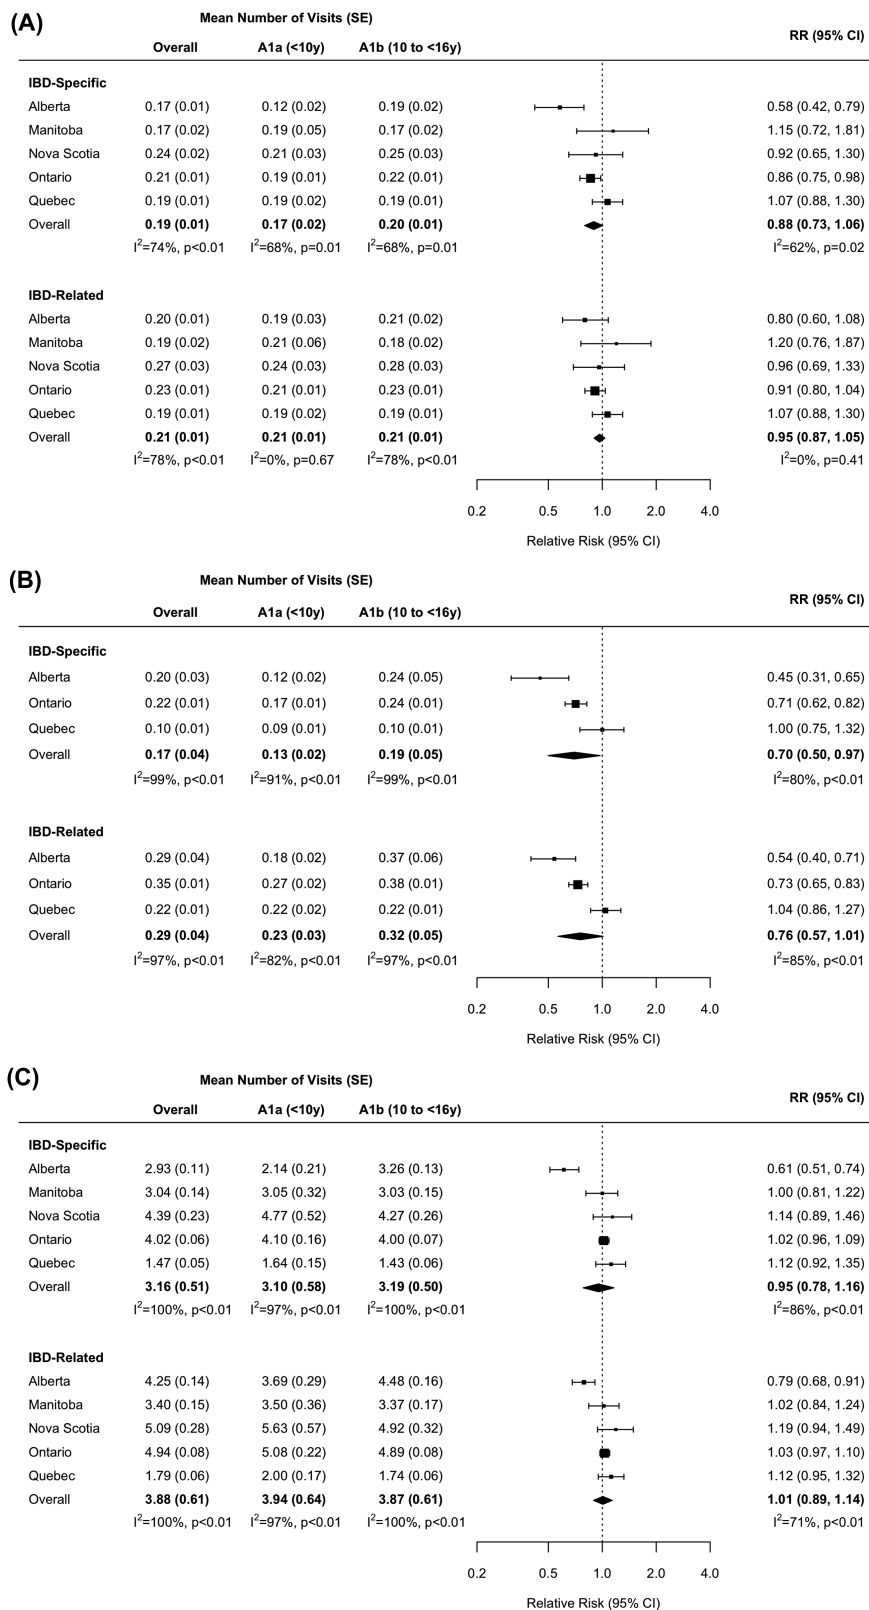 (A)
Mean Number of Visits (SE)
RR (95% CI)
Overall A1a (<10y) A1b (10 to <16y)
IBD-Specific
Alberta 0.17 (0.01) 0.12 (0.02) 0.19 (0.02) 0.58 (0.42, 0.79)
Manitoba 0.17 (0.02) 0.19 (0.05) 0.17 (0.02) 1.15 (0.72, 1.81)
Nova Scotia 0.24 (0.02) 0.21 (0.03) 0.25 (0.03) 0.92 (0.65, 1.30)
Ontario 0.21 (0.01) 0.19 (0.01) 0.22 (0.01) 0.86 (0.75, 0.98)
Quebec 0.19 (0.01) 0.19 (0.02) 0.19 (0.01) 1.07 (0.88, 1.30)
Overall 0.19 (0.01) 0.17 (0.02) 0.20 (0.01) 0.88 (0.73, 1.06)
I²=74%, p<0.01 I²=68%, p=0.01 I²=68%, p=0.01 I²=62%, p=0.02
IBD-Related
Alberta 0.20 (0.01) 0.19 (0.03) 0.21 (0.02) 0.80 (0.60, 1.08)
Manitoba 0.19 (0.02) 0.21 (0.06) 0.18 (0.02) 1.20 (0.76, 1.87)
Nova Scotia 0.27 (0.03) 0.24 (0.03) 0.28 (0.03) 0.96 (0.69, 1.33)
Ontario 0.23 (0.01) 0.21 (0.01) 0.23 (0.01) 0.91 (0.80, 1.04)
Quebec 0.19 (0.01) 0.19 (0.02) 0.19 (0.01) 1.07 (0.88, 1.30)
Overall 0.21 (0.01) 0.21 (0.01) 0.21 (0.01) 0.95 (0.87, 1.05)
I²=78%, p<0.01 I²=0%, p=0.67 I²=78%, p<0.01 I²=0%, p=0.41
0.2 0.5 1.0 2.0 4.0
Relative Risk (95% CI)
(B)
Mean Number of Visits (SE)
RR (95% CI)
Overall A1a (<10y) A1b (10 to <16y)
IBD-Specific
Alberta 0.20 (0.03) 0.12 (0.02) 0.24 (0.05) 0.45 (0.31, 0.65)
Ontario 0.22 (0.01) 0.17 (0.01) 0.24 (0.01) 0.71 (0.62, 0.82)
Quebec 0.10 (0.01) 0.09 (0.01) 0.10 (0.01) 1.00 (0.75, 1.32)
Overall 0.17 (0.04) 0.13 (0.02) 0.19 (0.05) 0.70 (0.50, 0.97)
I²=99%, p<0.01 I²=91%, p<0.01 I²=99%, p<0.01 I²=80%, p<0.01
IBD-Related
Alberta 0.29 (0.04) 0.18 (0.02) 0.37 (0.06) 0.54 (0.40, 0.71)
Ontario 0.35 (0.01) 0.27 (0.02) 0.38 (0.01) 0.73 (0.65, 0.83)
Quebec 0.22 (0.01) 0.22 (0.02) 0.22 (0.01) 1.04 (0.86, 1.27)
Overall 0.29 (0.04) 0.23 (0.03) 0.32 (0.05) 0.76 (0.57, 1.01)
I²=97%, p<0.01 I²=82%, p<0.01 I²=97%, p<0.01 I²=85%, p<0.01
0.2 0.5 1.0 2.0 4.0
Relative Risk (95% CI)
(C)
Mean Number of Visits (SE)
RR (95% CI)
Overall A1a (<10y) A1b (10 to <16y)
IBD-Specific
Alberta 2.93 (0.11) 2.14 (0.21) 3.26 (0.13) 0.61 (0.51, 0.74)
Manitoba 3.04 (0.14) 3.05 (0.32) 3.03 (0.15) 1.00 (0.81, 1.22)
Nova Scotia 4.39 (0.23) 4.77 (0.52) 4.27 (0.26) 1.14 (0.89, 1.46)
Ontario 4.02 (0.06) 4.10 (0.16) 4.00 (0.07) 1.02 (0.96, 1.09)
Quebec 1.47 (0.05) 1.64 (0.15) 1.43 (0.06) 1.12 (0.92, 1.35)
Overall 3.16 (0.51) 3.10 (0.58) 3.19 (0.50) 0.95 (0.78, 1.16)
I²=100%, p<0.01 I²=97%, p<0.01 I²=100%, p<0.01 I²=86%, p<0.01
IBD-Related
Alberta 4.25 (0.14) 3.69 (0.29) 4.48 (0.16) 0.79 (0.68, 0.91)
Manitoba 3.40 (0.15) 3.50 (0.36) 3.37 (0.17) 1.02 (0.84, 1.24)
Nova Scotia 5.09 (0.28) 5.63 (0.57) 4.92 (0.32) 1.19 (0.94, 1.49)
Ontario 4.94 (0.08) 5.08 (0.22) 4.89 (0.08) 1.03 (0.97, 1.10)
Quebec 1.79 (0.06) 2.00 (0.17) 1.74 (0.06) 1.12 (0.95, 1.32)
Overall 3.88 (0.61) 3.94 (0.64) 3.87 (0.61) 1.01 (0.89, 1.14)
I²=100%, p<0.01 I²=97%, p<0.01 I²=100%, p<0.01 I²=71%, p<0.01
0.2 0.5 1.0 2.0 4.0
Relative Risk (95% CI)